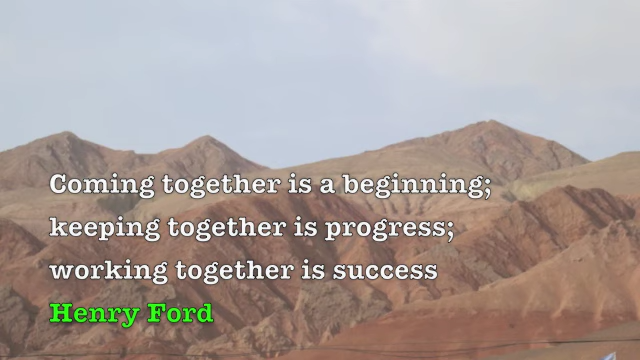 Coming together is a beginning;
keeping together is progress;
working together is success
Henry Ford